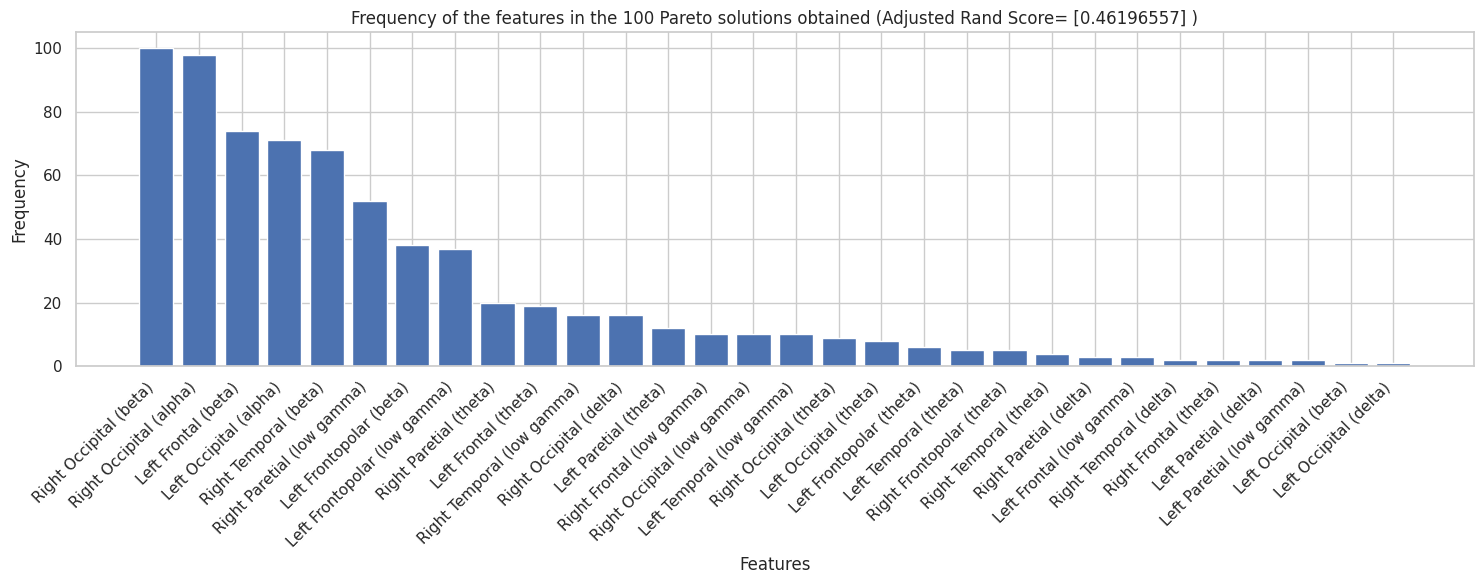 Frequency of the features in the 100 Pareto solutions obtained (Adjusted Rand Score= [0.46196557] )
100
80
60
40
20
0
Frequency
Right Occipital (beta)
Right Occipital (alpha)
Left Frontal (beta)
Left Occipital (alpha)
Right Temporal (beta)
Right Paretial (low gamma)
Left Frontopolar (beta)
Left Frontopolar (low gamma)
Right Paretial (theta)
Left Frontal (theta)
Right Temporal (low gamma)
Right Occipital (delta)
Left Paretial (theta)
Right Frontal (low gamma)
Right Occipital (low gamma)
Left Temporal (low gamma)
Right Occipital (theta)
Left Occipital (theta)
Left Frontopolar (theta)
Left Temporal (theta)
Right Frontopolar (theta)
Right Temporal (theta)
Right Paretial (delta)
Left Frontal (low gamma)
Right Temporal (delta)
Right Frontal (theta)
Left Paretial (delta)
Left Paretial (low gamma)
Left Occipital (beta)
Left Occipital (delta)
Features